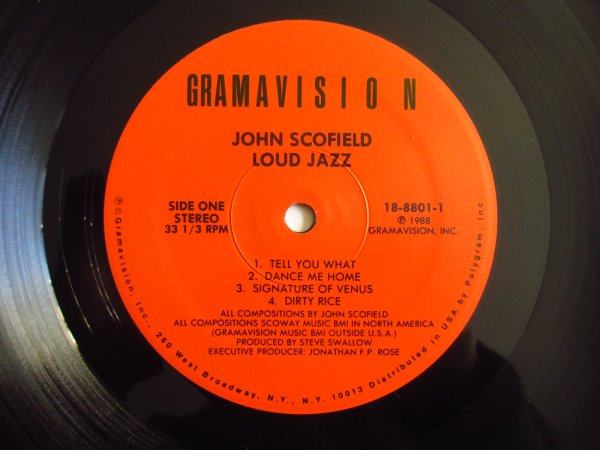 GRAMAVISION
JOHN SCOFIELD
LOUD JAZZ
SIDE ONE
STEREO
33 1/3 RPM
18-8801-1
Ⓟ 1988
GRAMAVISION, INC.
1. TELL YOU WHAT
2. DANCE ME HOME
3. SIGNATURE OF VENUS
4. DIRTY RICE
ALL COMPOSITIONS BY JOHN SCOFIELD
ALL COMPOSITIONS SCOWAY MUSIC BMI IN NORTH AMERICA
(GRAMAVISION MUSIC BMI OUTSIDE U.S.A.)
PRODUCED BY STEVE SWALLOW
EXECUTIVE PRODUCER: JONATHAN F.P. ROSE
Ⓟ©Gramavision, Inc., 260 West Broadway, N.Y., N.Y. 10013 Distributed in USA by Polygram, Inc.